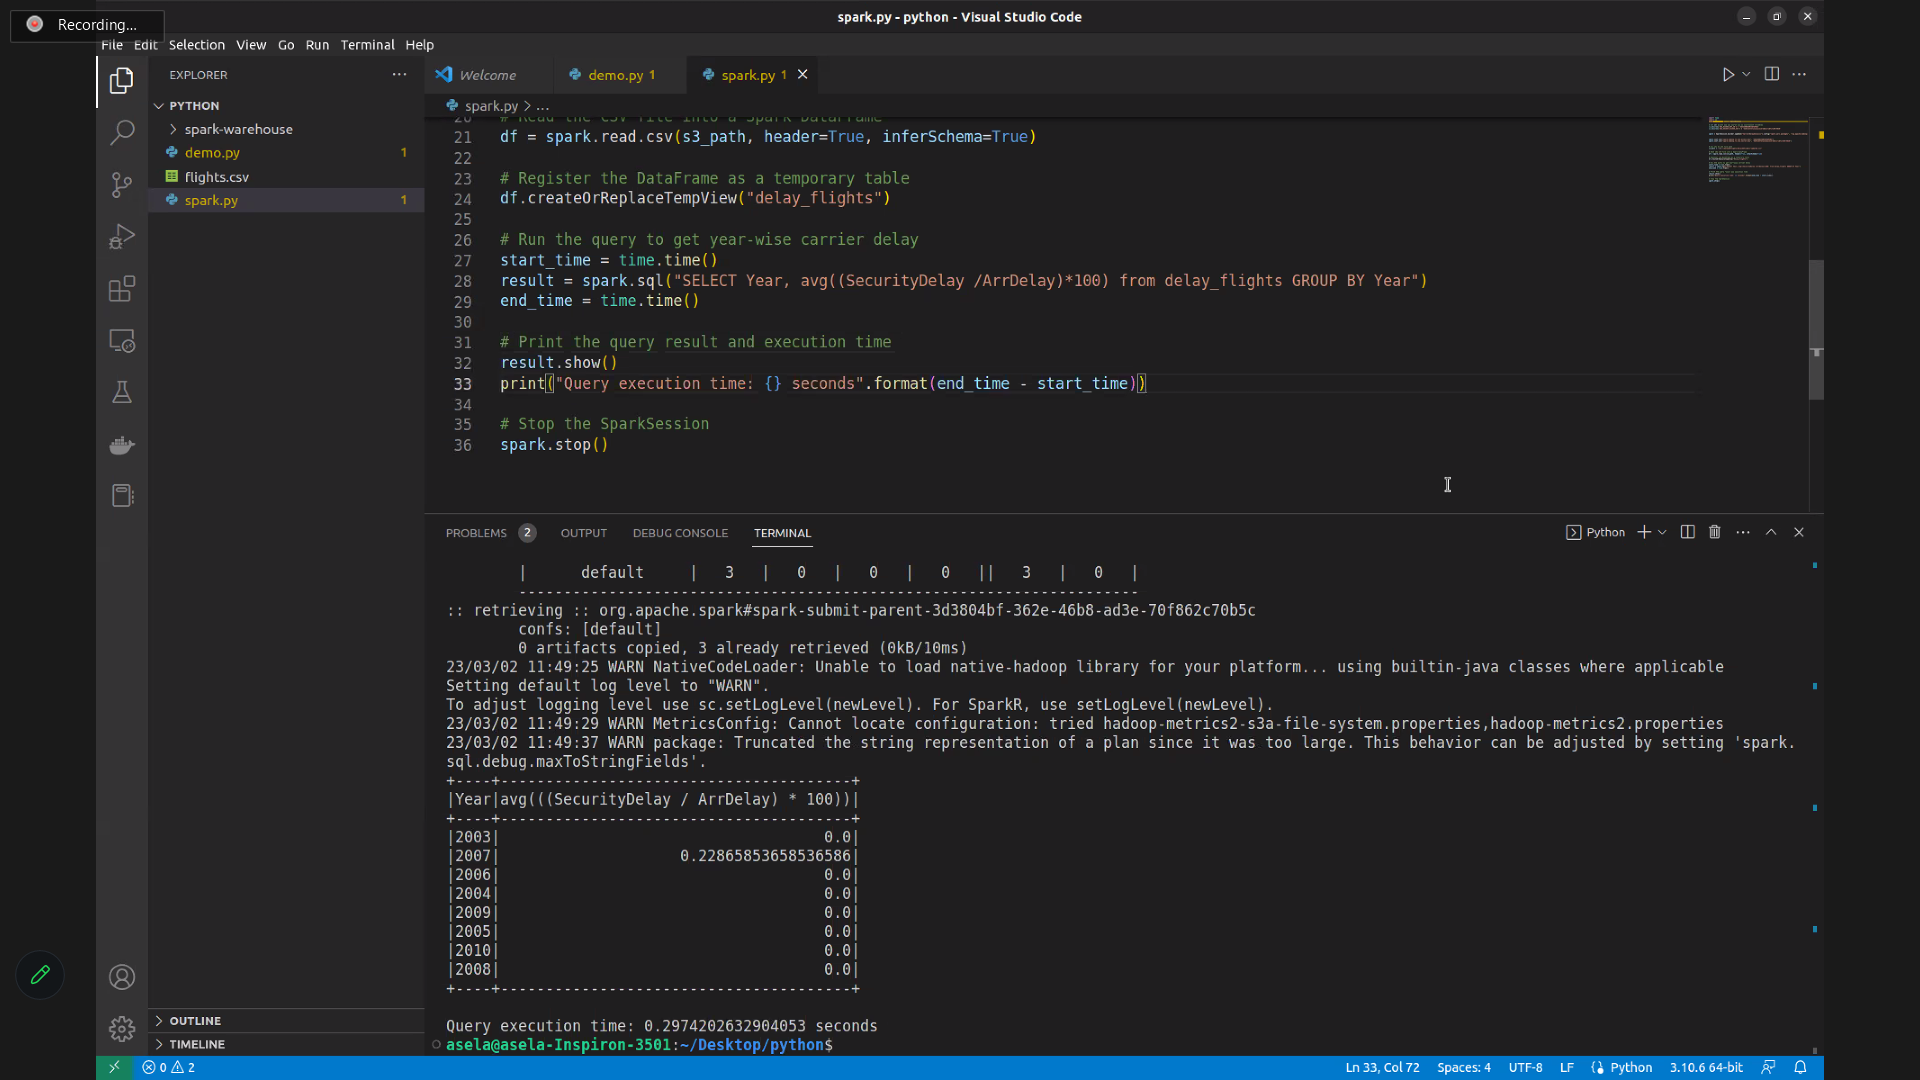 Recording...
spark.py - python - Visual Studio Code
File Edit Selection View Go Run Terminal Help
EXPLORER
PYTHON
spark-warehouse
demo.py 1
flights.csv
spark.py 1
OUTLINE
TIMELINE
Welcome
demo.py 1
spark.py 1
spark.py > ...
20 # Read the CSV file into a Spark DataFrame
21 df = spark.read.csv(s3_path, header=True, inferSchema=True)
22
23 # Register the DataFrame as a temporary table
24 df.createOrReplaceTempView("delay_flights")
25
26 # Run the query to get year-wise carrier delay
27 start_time = time.time()
28 result = spark.sql("SELECT Year, avg((SecurityDelay /ArrDelay)*100) from delay_flights GROUP BY Year")
29 end_time = time.time()
30
31 # Print the query result and execution time
32 result.show()
33 print("Query execution time: {} seconds".format(end_time - start_time))
34
35 # Stop the SparkSession
36 spark.stop()
PROBLEMS 2 OUTPUT DEBUG CONSOLE TERMINAL
Python
| default | 3 | 0 | 0 | 0 || 3 | 0 |
---------------------------------------------------------------------
:: retrieving :: org.apache.spark#spark-submit-parent-3d3804bf-362e-46b8-ad3e-70f862c70b5c
confs: [default]
0 artifacts copied, 3 already retrieved (0kB/10ms)
23/03/02 11:49:25 WARN NativeCodeLoader: Unable to load native-hadoop library for your platform... using builtin-java classes where applicable
Setting default log level to "WARN".
To adjust logging level use sc.setLogLevel(newLevel). For SparkR, use setLogLevel(newLevel).
23/03/02 11:49:29 WARN MetricsConfig: Cannot locate configuration: tried hadoop-metrics2-s3a-file-system.properties,hadoop-metrics2.properties
23/03/02 11:49:37 WARN package: Truncated the string representation of a plan since it was too large. This behavior can be adjusted by setting 'spark.
sql.debug.maxToStringFields'.
+----+---------------------------------------+
|Year|avg(((SecurityDelay / ArrDelay) * 100))|
+----+---------------------------------------+
|2003| 0.0|
|2007| 0.22865853658536586|
|2006| 0.0|
|2004| 0.0|
|2009| 0.0|
|2005| 0.0|
|2010| 0.0|
|2008| 0.0|
+----+---------------------------------------+
Query execution time: 0.2974202632904053 seconds
asela@asela-Inspiron-3501:~/Desktop/python$
0 2
Ln 33, Col 72 Spaces: 4 UTF-8 LF Python 3.10.6 64-bit